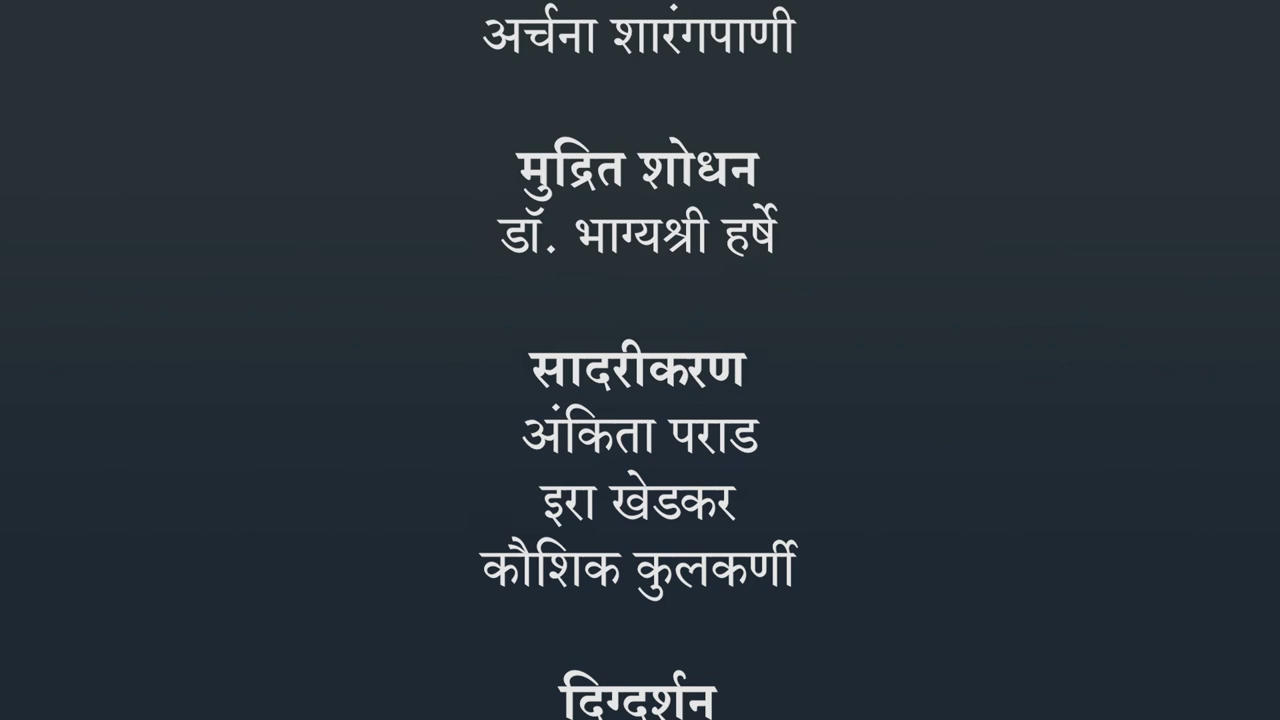 अर्चना शारंगपाणी
मुद्रित शोधन
डॉ. भाग्यश्री हर्षे
सादरीकरण
अंकिता पराड
इरा खेडकर
कौशिक कुलकर्णी
दिग्दर्शन